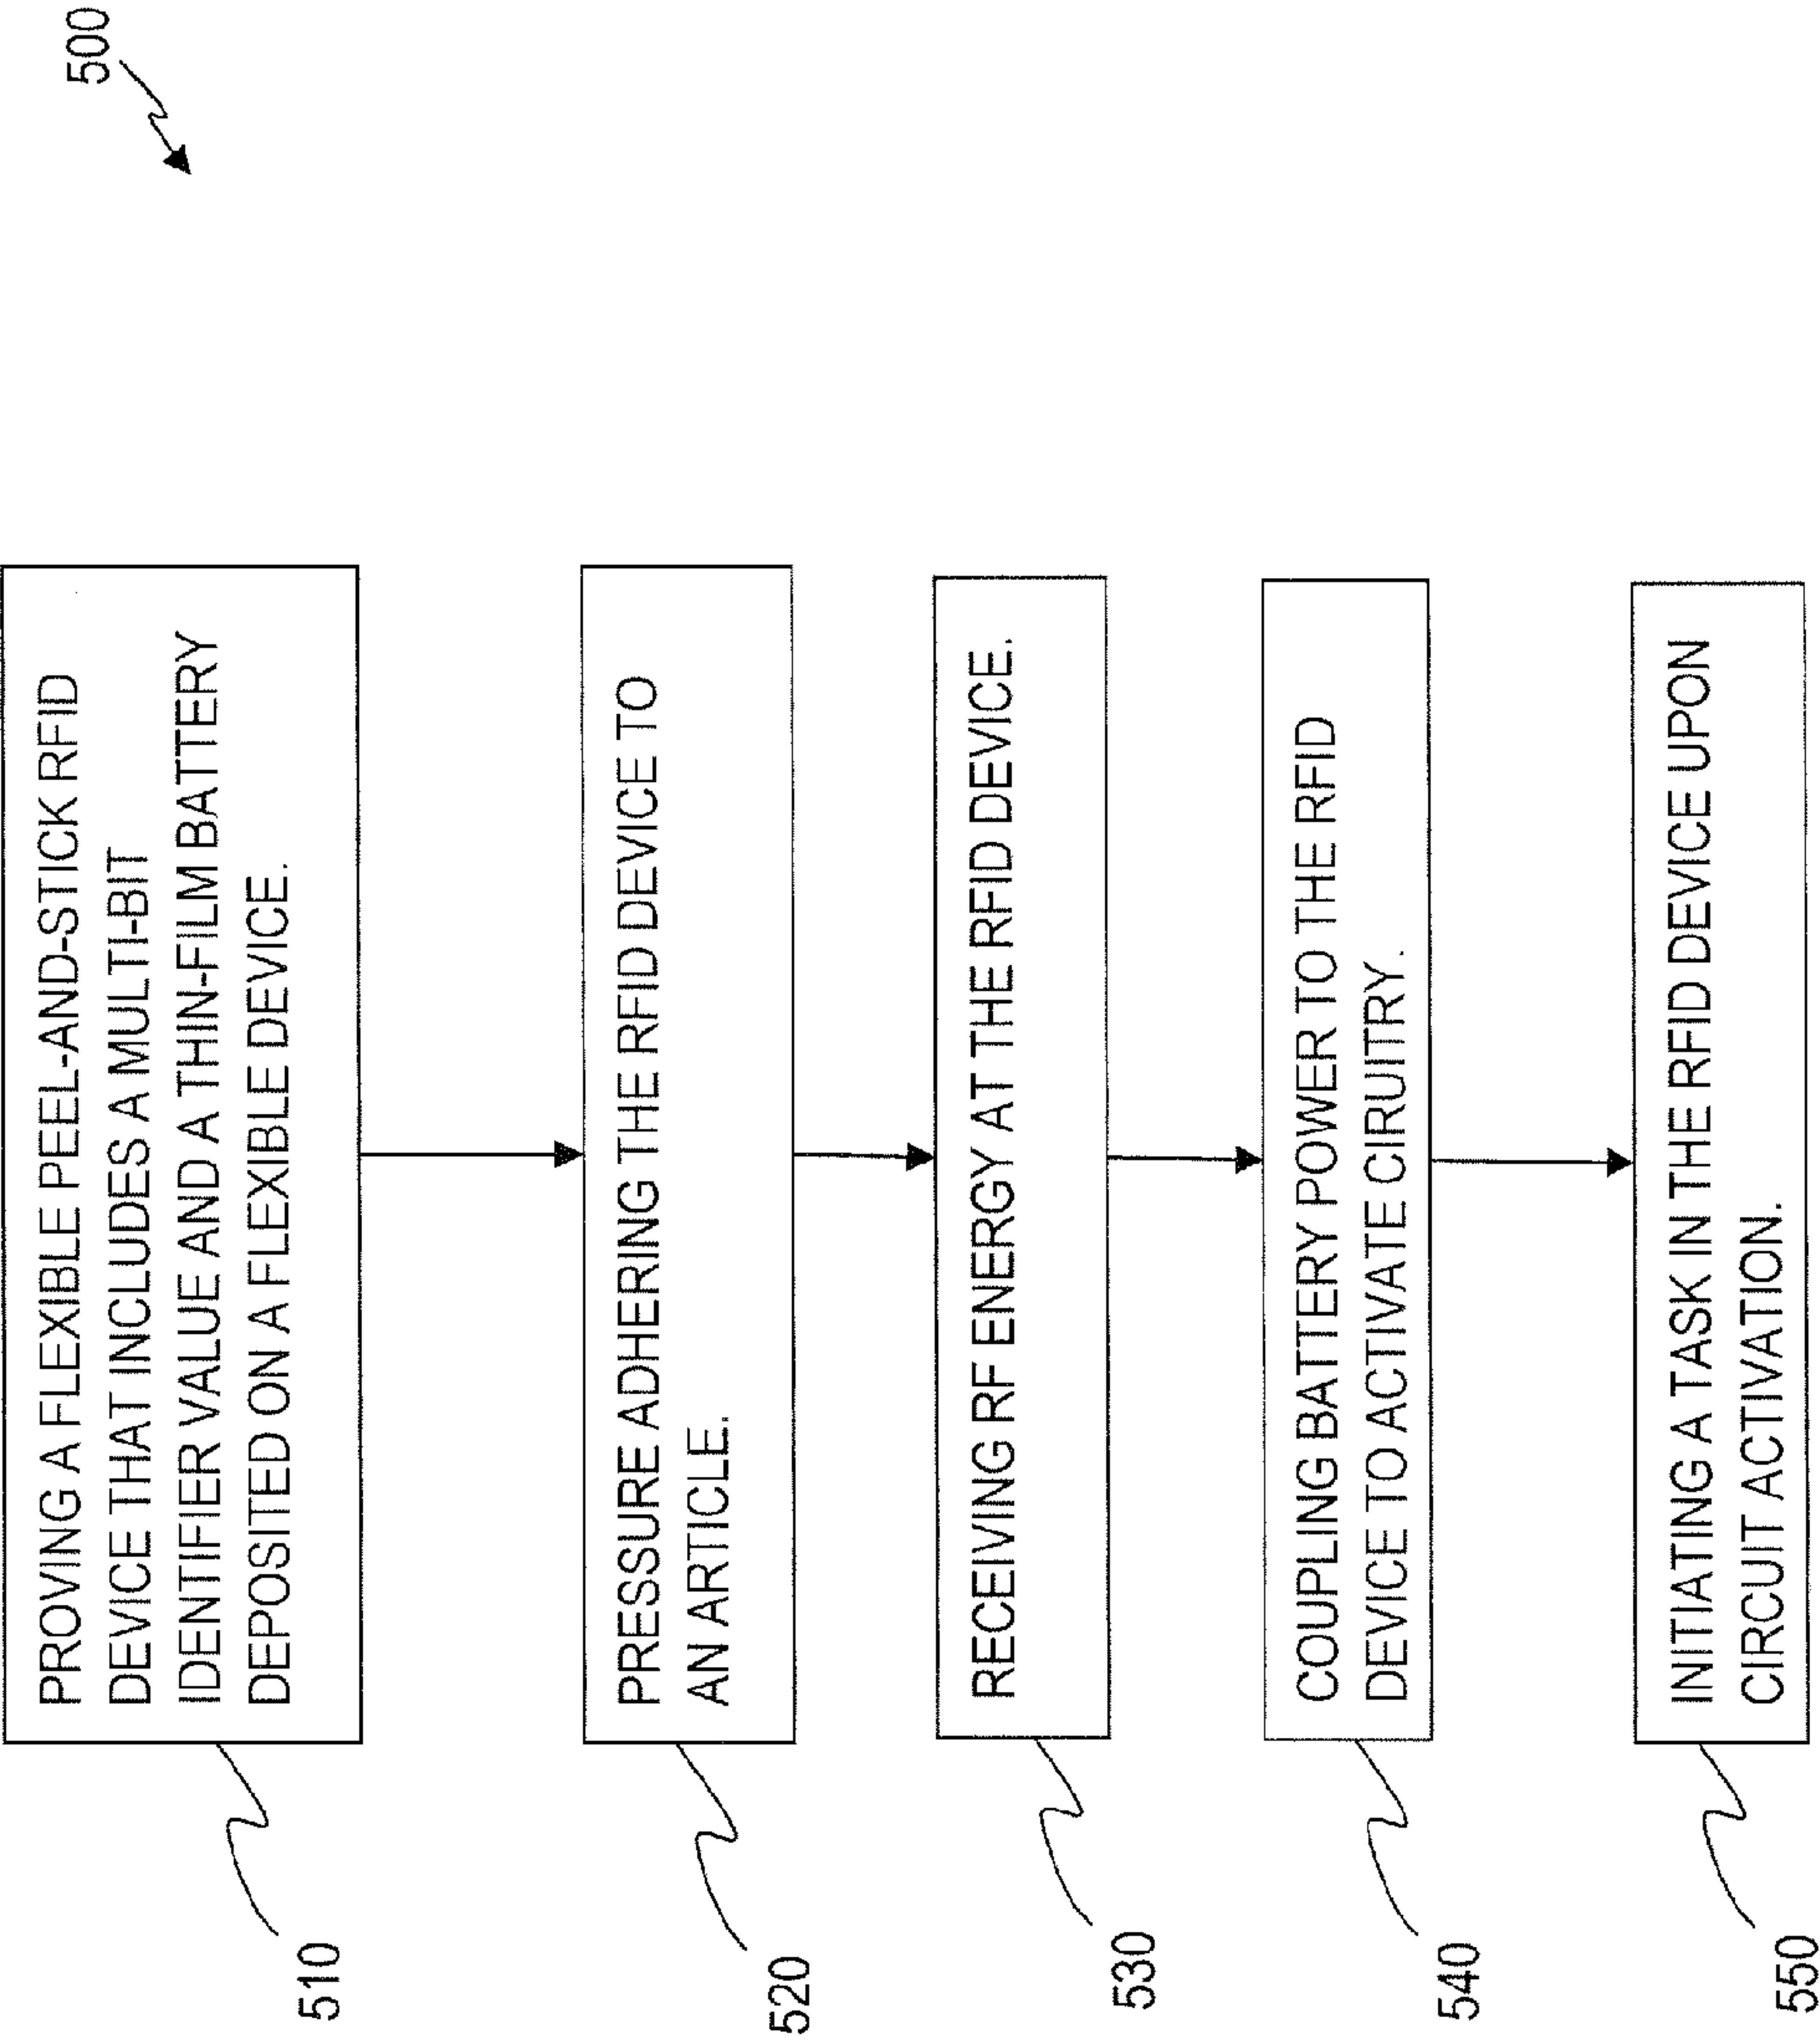 500
510
PROVING A FLEXIBLE PEEL-AND-STICK RFID
DEVICE THAT INCLUDES A MULTI-BIT
IDENTIFIER VALUE AND A THIN-FILM BATTERY
DEPOSITED ON A FLEXIBLE DEVICE.
520
PRESSURE ADHERING THE RFID DEVICE TO
AN ARTICLE.
530
RECEIVING RF ENERGY AT THE RFID DEVICE.
540
COUPLING BATTERY POWER TO THE RFID
DEVICE TO ACTIVATE CIRUITRY.
550
INITIATING A TASK IN THE RFID DEVICE UPON
CIRCUIT ACTIVATION.